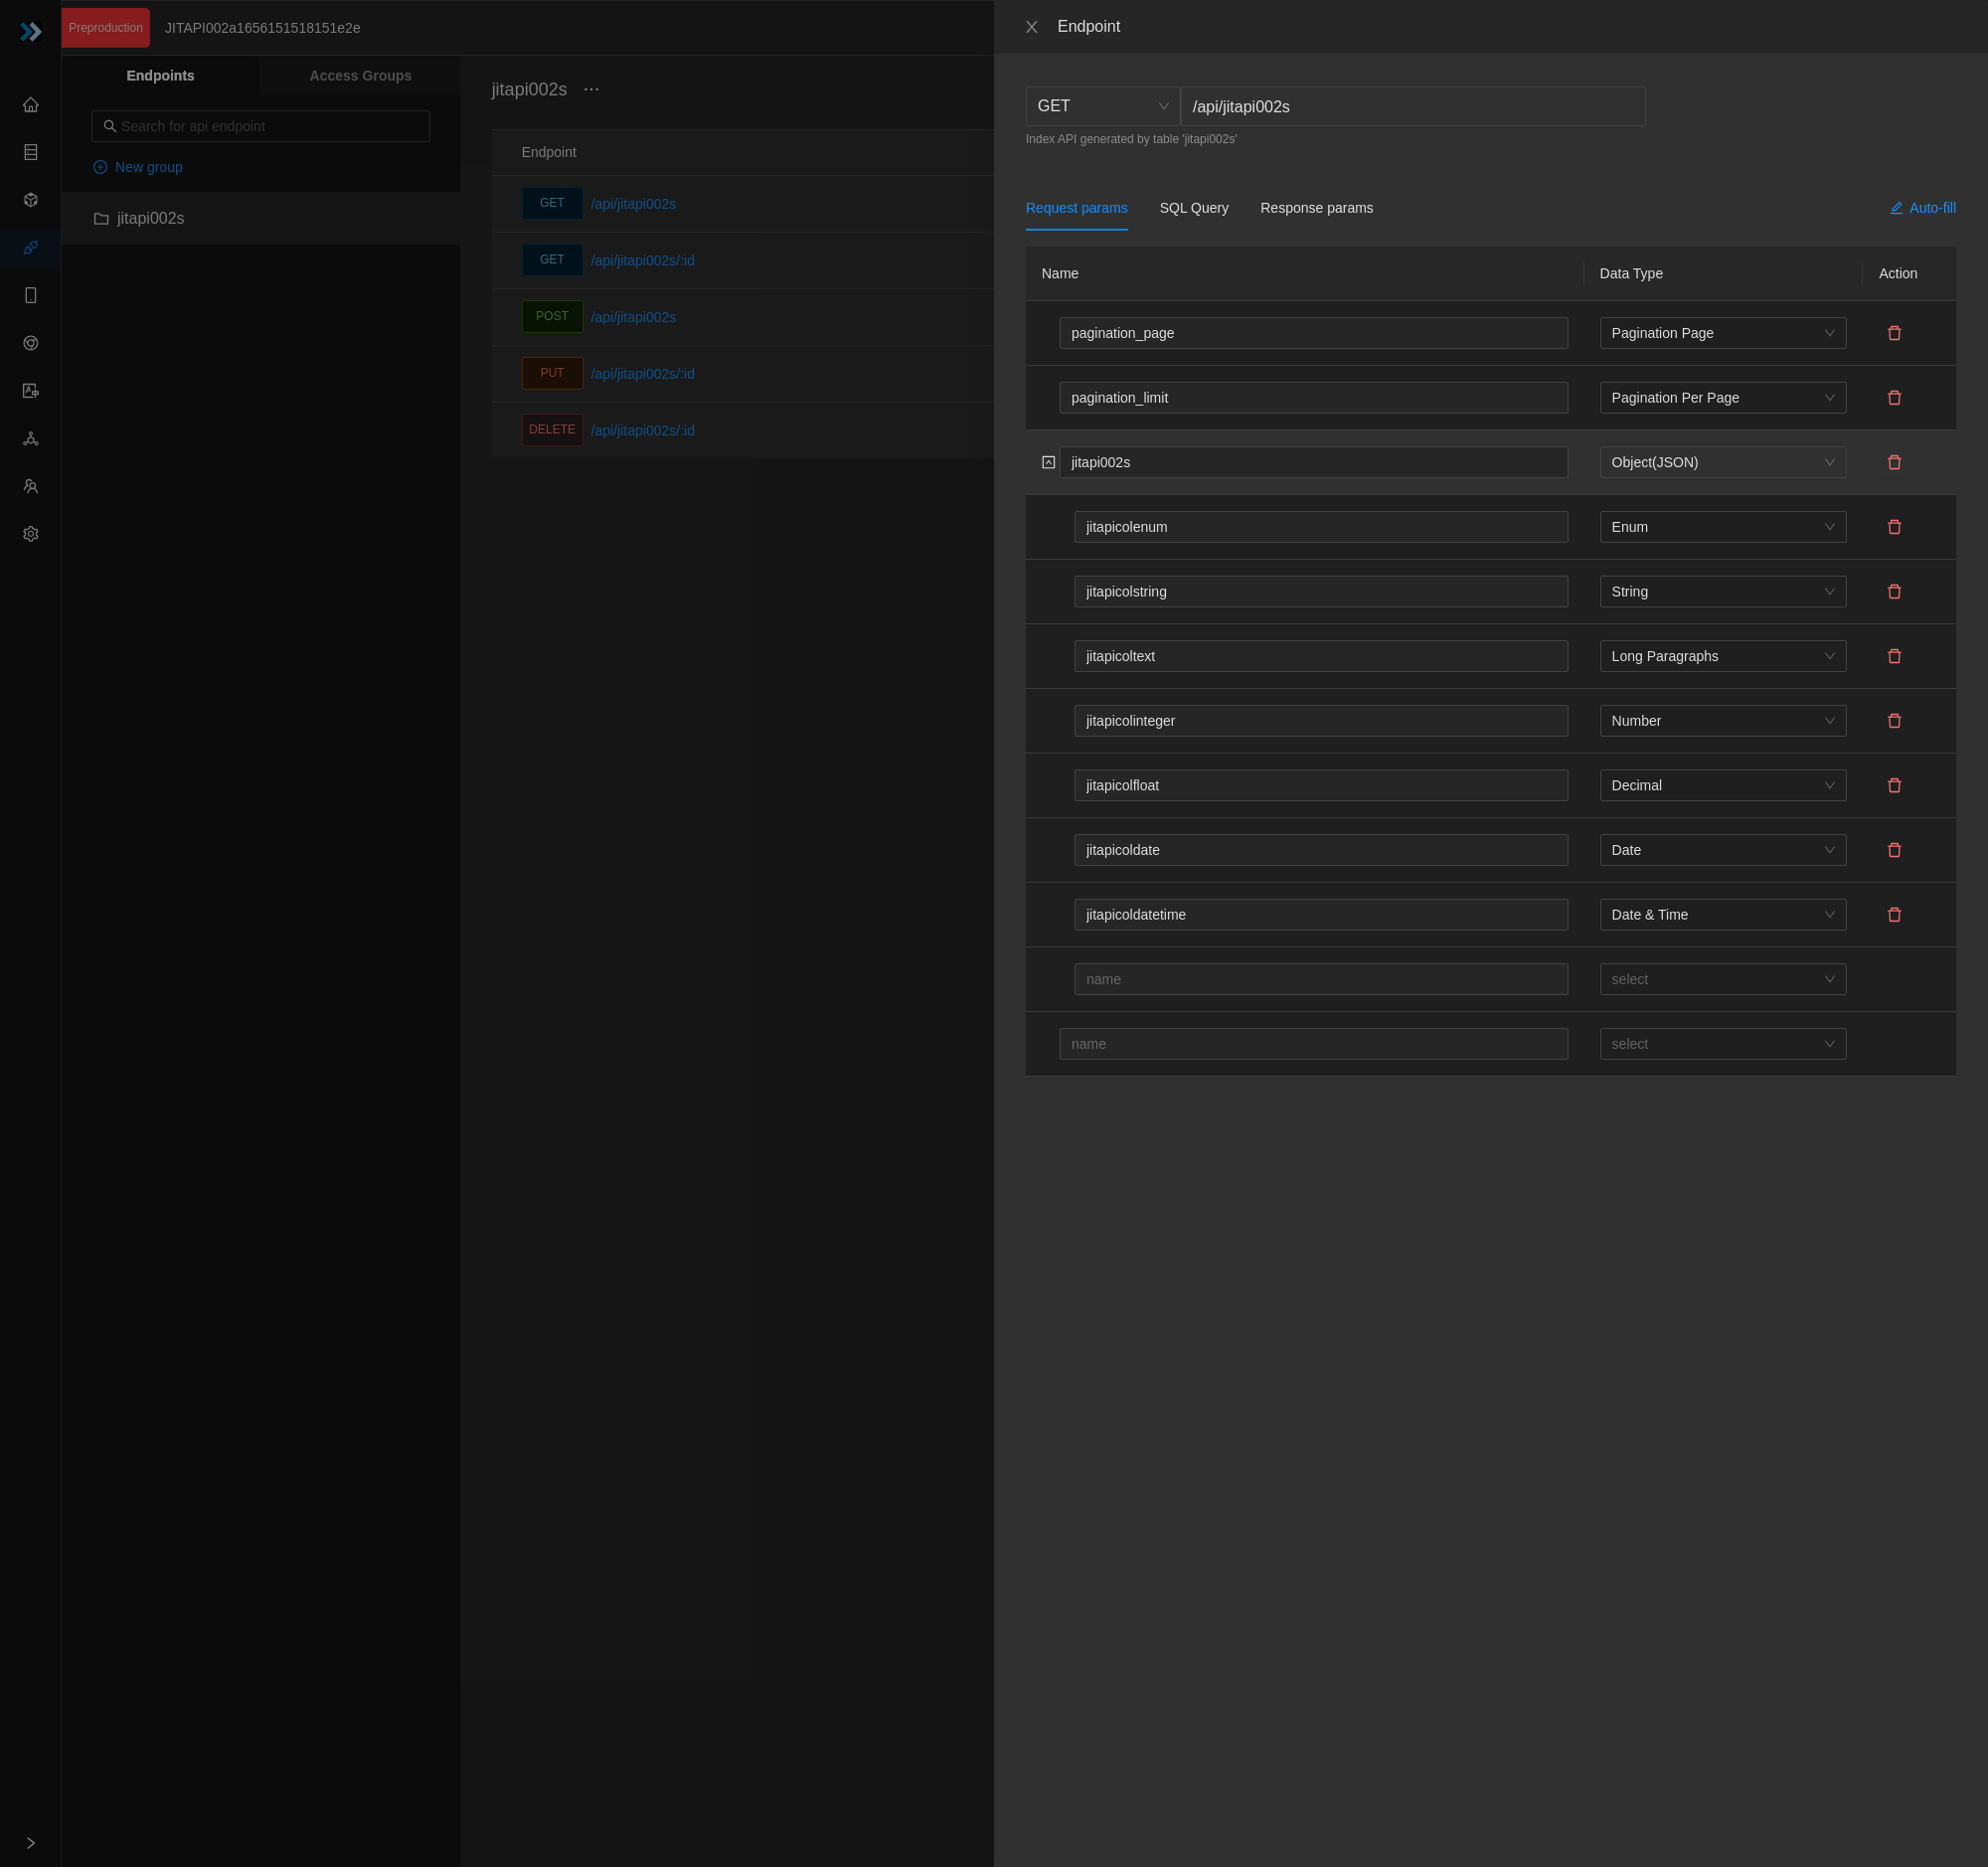 Preproduction JITAPI002a1656151518151e2e
Endpoints Access Groups
Search for api endpoint
New group
jitapi002s
jitapi002s ···
Endpoint
GET /api/jitapi002s
GET /api/jitapi002s/:id
POST /api/jitapi002s
PUT /api/jitapi002s/:id
DELETE /api/jitapi002s/:id
Endpoint
GET /api/jitapi002s
Index API generated by table 'jitapi002s'
Request params SQL Query Response params Auto-fill
Name Data Type Action
pagination_page Pagination Page
pagination_limit Pagination Per Page
jitapi002s Object(JSON)
jitapicolenum Enum
jitapicolstring String
jitapicoltext Long Paragraphs
jitapicolinteger Number
jitapicolfloat Decimal
jitapicoldate Date
jitapicoldatetime Date & Time
name select
name select